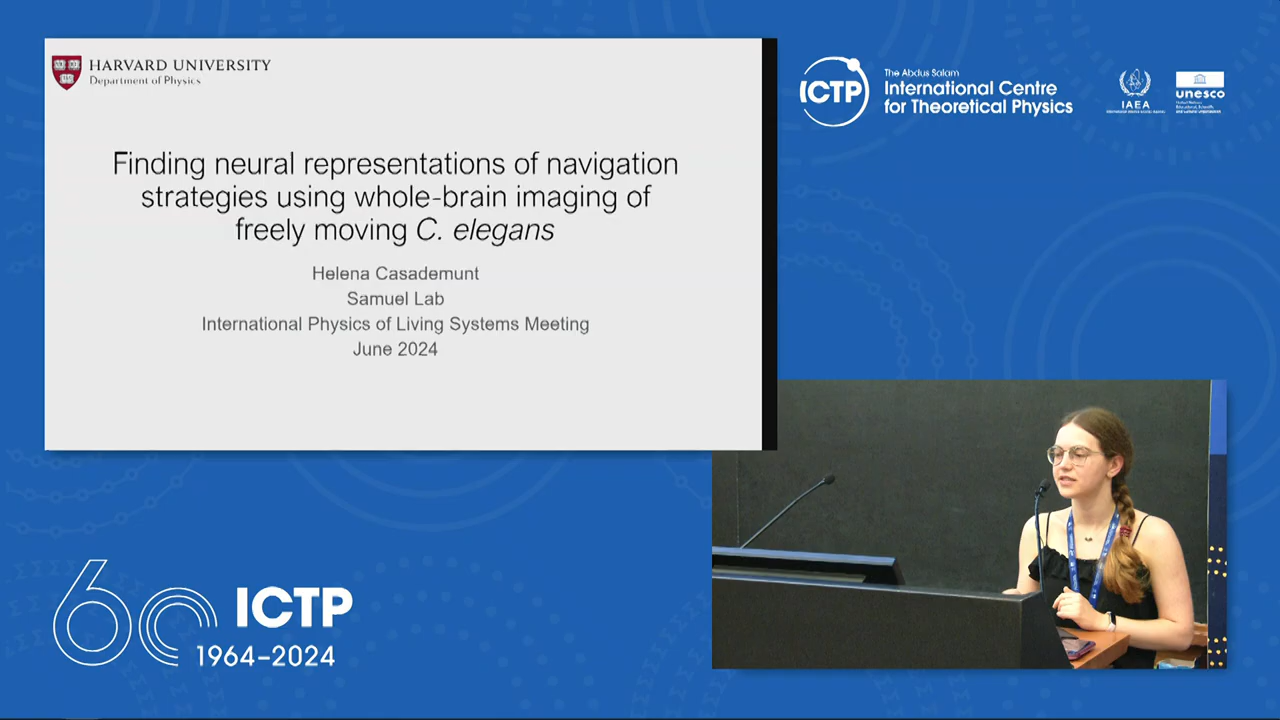 HARVARD UNIVERSITY
Department of Physics
Finding neural representations of navigation
strategies using whole-brain imaging of
freely moving C. elegans
Helena Casademunt
Samuel Lab
International Physics of Living Systems Meeting
June 2024
ICTP
The Abdus Salam
International Centre
for Theoretical Physics
IAEA
unesco
60 ICTP
1964–2024